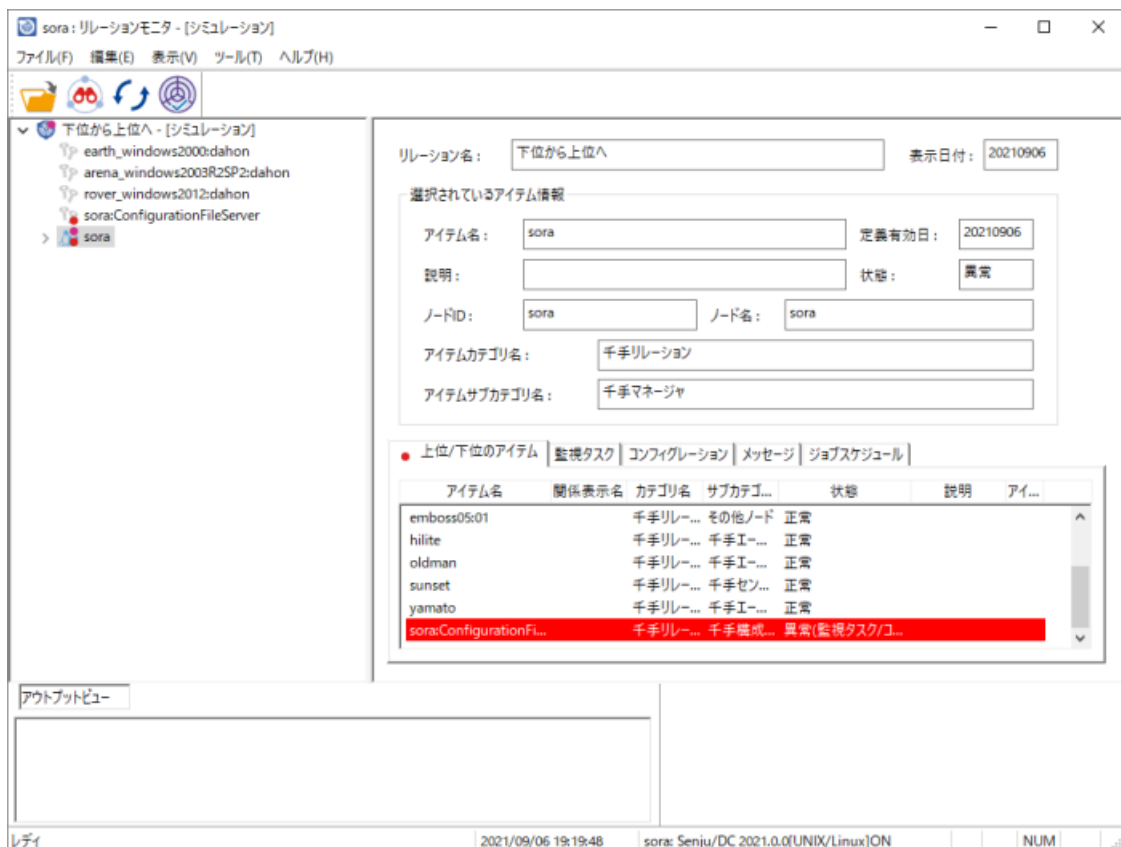 sora : リレーションモニタ - [シミュレーション]
ファイル(F) 編集(E) 表示(V) ツール(T) ヘルプ(H)
下位から上位へ - [シミュレーション]
earth_windows2000:dahon
arena_windows2003R2SP2:dahon
rover_windows2012:dahon
sora:ConfigurationFileServer
sora
リレーション名 : 下位から上位へ 表示日付 : 20210906
選択されているアイテム情報
アイテム名 : sora 定義有効日 : 20210906
説明 : 状態 : 異常
ノードID : sora ノード名 : sora
アイテムカテゴリ名 : 千手リレーション
アイテムサブカテゴリ名 : 千手マネージャ
上位/下位のアイテム 監視タスク コンフィグレーション メッセージ ジョブスケジュール
アイテム名 関係表示名 カテゴリ名 サブカテゴ... 状態 説明 アイ...
emboss05:01 千手リレー... その他ノード 正常
hilite 千手リレー... 千手エー... 正常
oldman 千手リレー... 千手エー... 正常
sunset 千手リレー... 千手セン... 正常
yamato 千手リレー... 千手エー... 正常
sora:ConfigurationFi... 千手リレー... 千手構成... 異常(監視タスク/コ...
アウトプットビュー
レディ 2021/09/06 19:19:48 sora: Senju/DC 2021.0.0[UNIX/Linux]ON NUM